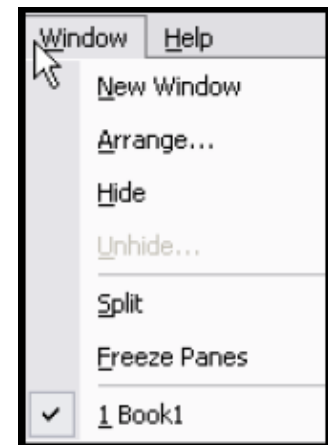 Window Help
New Window
Arrange...
Hide
Unhide...
Split
Freeze Panes
1 Book1